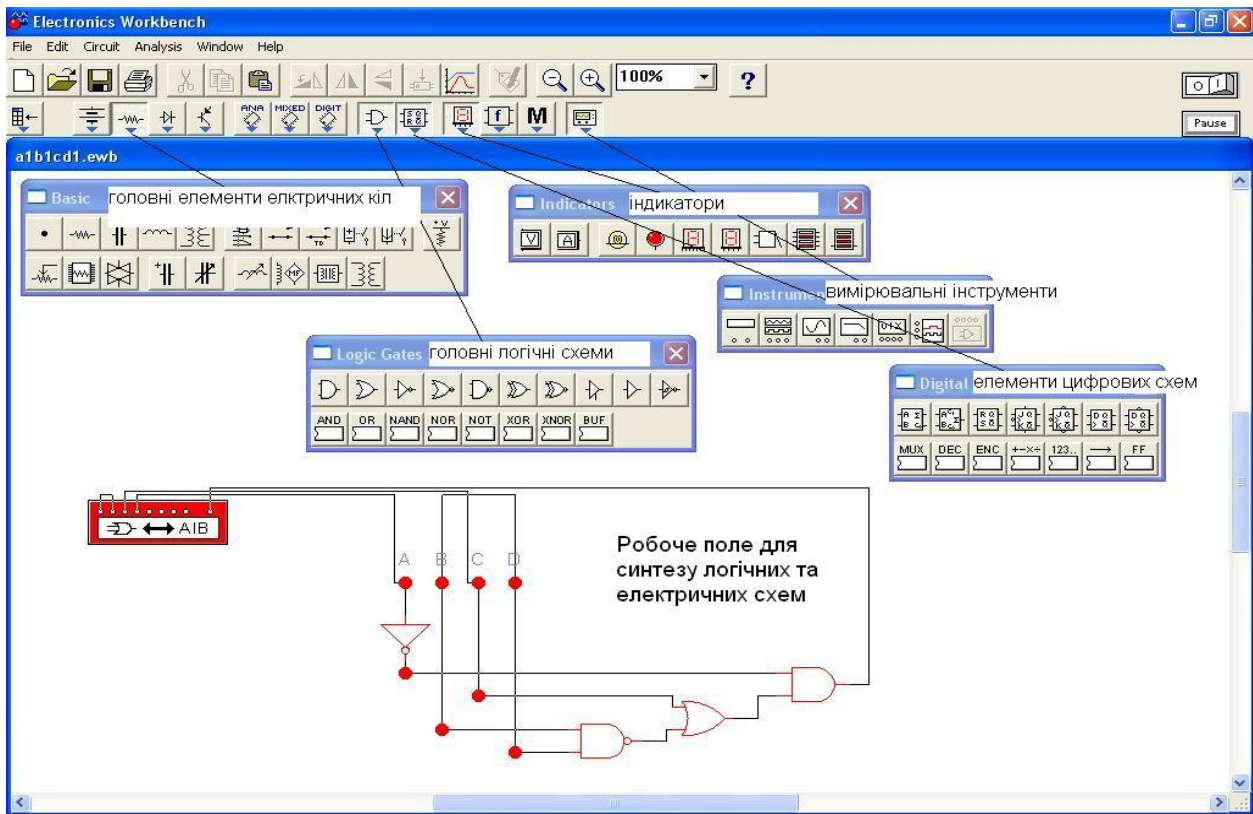 Electronics Workbench
File Edit Circuit Analysis Window Help
100%
?
ANA MIXED DIGIT
M
Pause
a1b1cd1.ewb
Basic головні елементи елктричних кіл
Indicators індикатори
V A
Instrumen вимірювальні інструменти
Logic Gates головні логічні схеми
AND OR NAND NOR NOT XOR XNOR BUF
Digital елементи цифрових схем
MUX DEC ENC +−×÷ 123.. FF
AIB
A B C D
Робоче поле для
синтезу логічних та
електричних схем